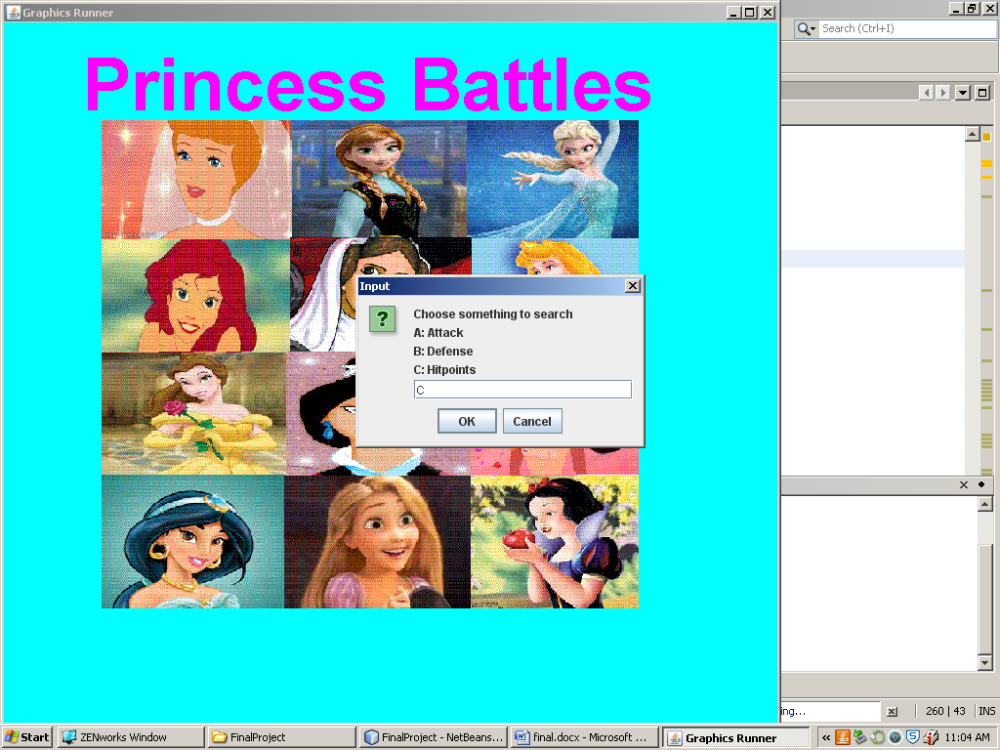 Graphics Runner
Search (Ctrl+I)
Princess Battles
Input
Choose something to search
A: Attack
B: Defense
C: Hitpoints
C
OK
Cancel
ing...
260 | 43
INS
Start
ZENworks Window
FinalProject
FinalProject - NetBeans...
final.docx - Microsoft ...
Graphics Runner
11:04 AM